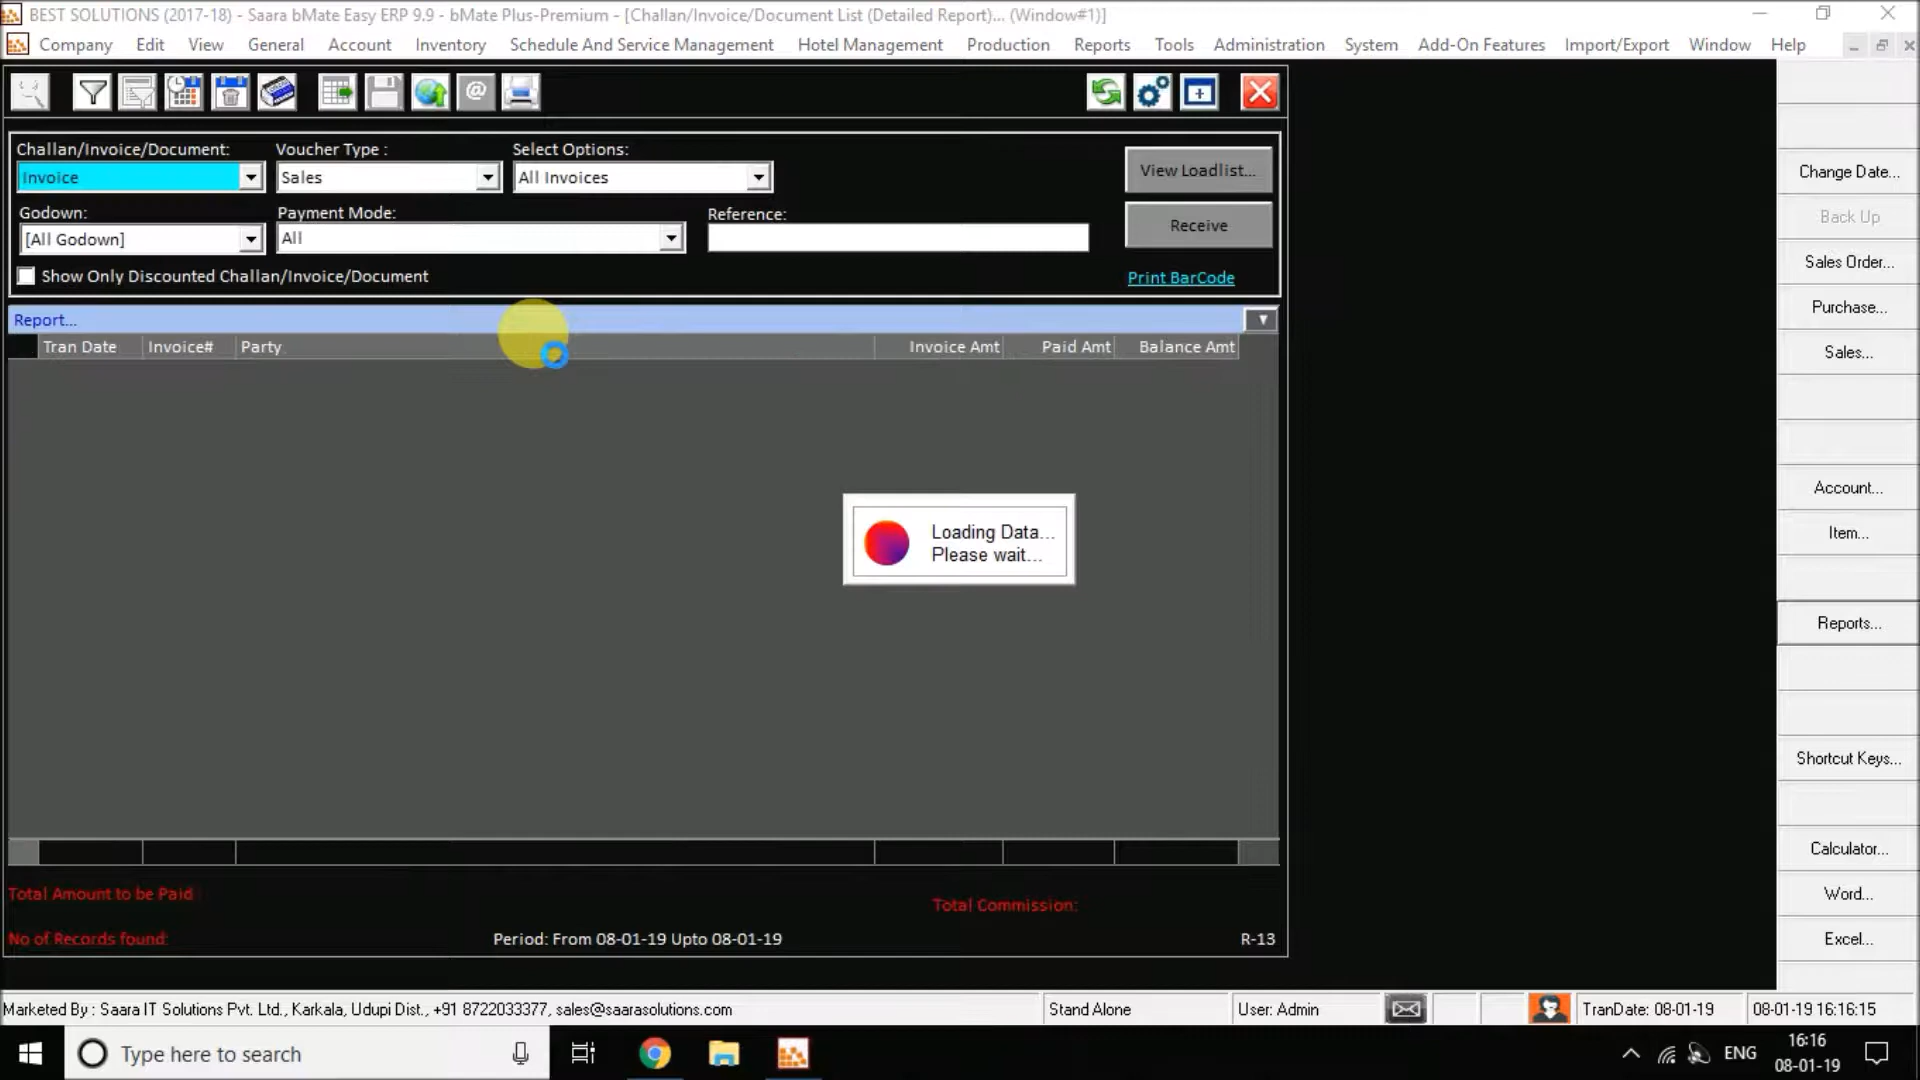 BEST SOLUTIONS (2017-18) - Saara bMate Easy ERP 9.9 - bMate Plus-Premium - [Challan/Invoice/Document List (Detailed Report)... (Window#1)]
Company Edit View General Account Inventory Schedule And Service Management Hotel Management Production Reports Tools Administration System Add-On Features Import/Export Window Help
@
Challan/Invoice/Document: Voucher Type : Select Options:
Invoice Sales All Invoices
View Loadlist...
Godown: Payment Mode: Reference:
[All Godown] All
Receive
Show Only Discounted Challan/Invoice/Document
Print BarCode
Report...
Tran Date Invoice# Party Invoice Amt Paid Amt Balance Amt
Loading Data...
Please wait...
Total Amount to be Paid
Total Commission:
No of Records found:
Period: From 08-01-19 Upto 08-01-19
R-13
Change Date...
Back Up
Sales Order...
Purchase...
Sales...
Account...
Item...
Reports...
Shortcut Keys...
Calculator...
Word...
Excel...
Marketed By : Saara IT Solutions Pvt. Ltd., Karkala, Udupi Dist., +91 8722033377, sales@saarasolutions.com
Stand Alone
User: Admin
TranDate: 08-01-19
08-01-19 16:16:15
Type here to search
ENG
16:16
08-01-19